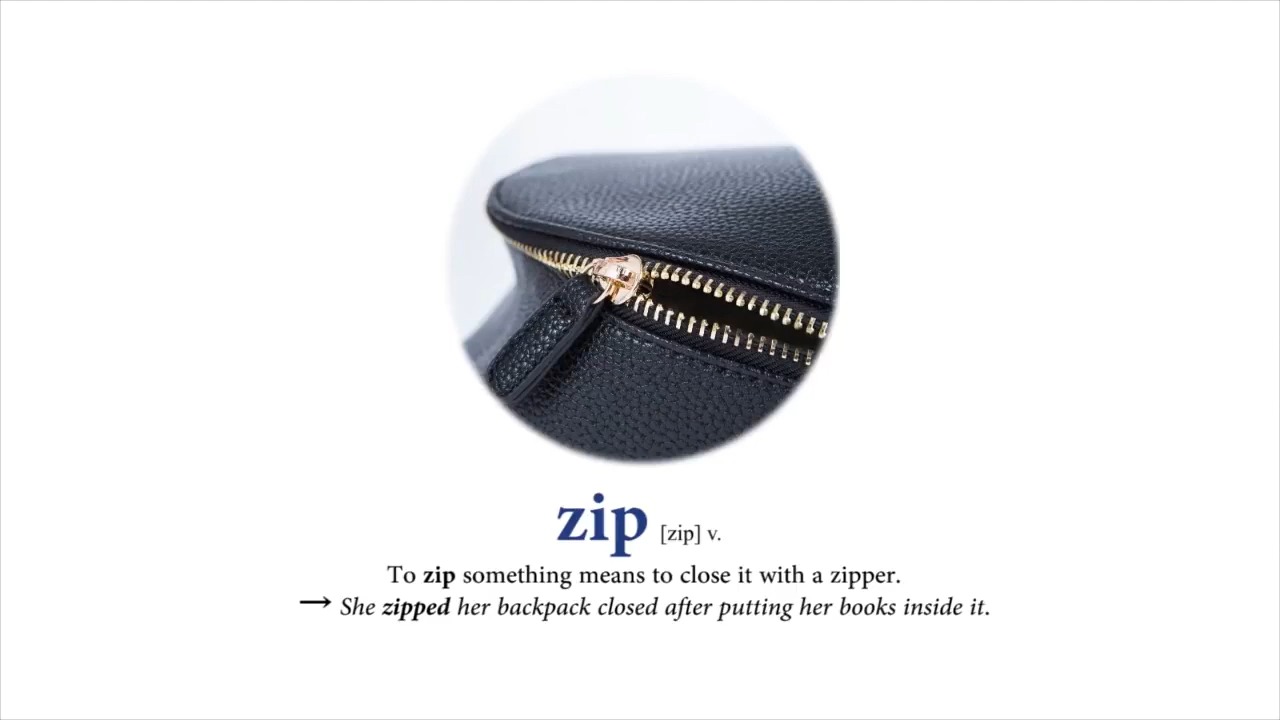 zip [zip] v.
To zip something means to close it with a zipper.
→ She zipped her backpack closed after putting her books inside it.